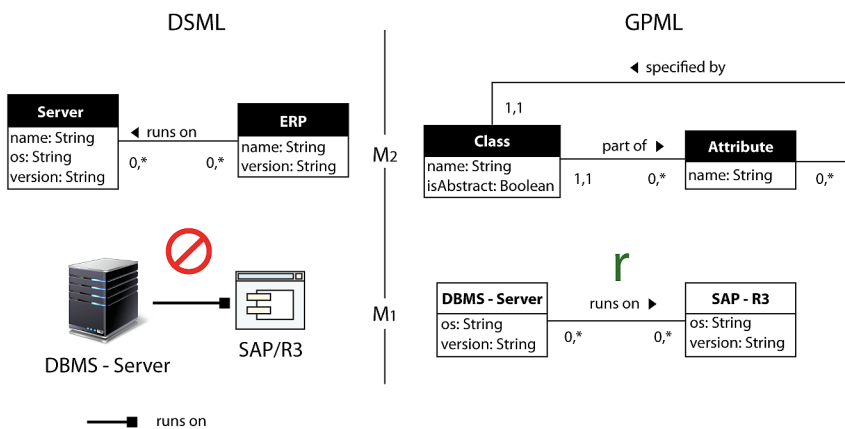 DSML
GPML
specified by
1,1
Server
name: String
os: String
version: String
runs on
0,*
0,*
ERP
name: String
version: String
M2
Class
name: String
isAbstract: Boolean
part of
1,1
0,*
Attribute
name: String
0,*
DBMS - Server
SAP/R3
M1
r
DBMS - Server
os: String
version: String
runs on
0,*
0,*
SAP - R3
os: String
version: String
runs on